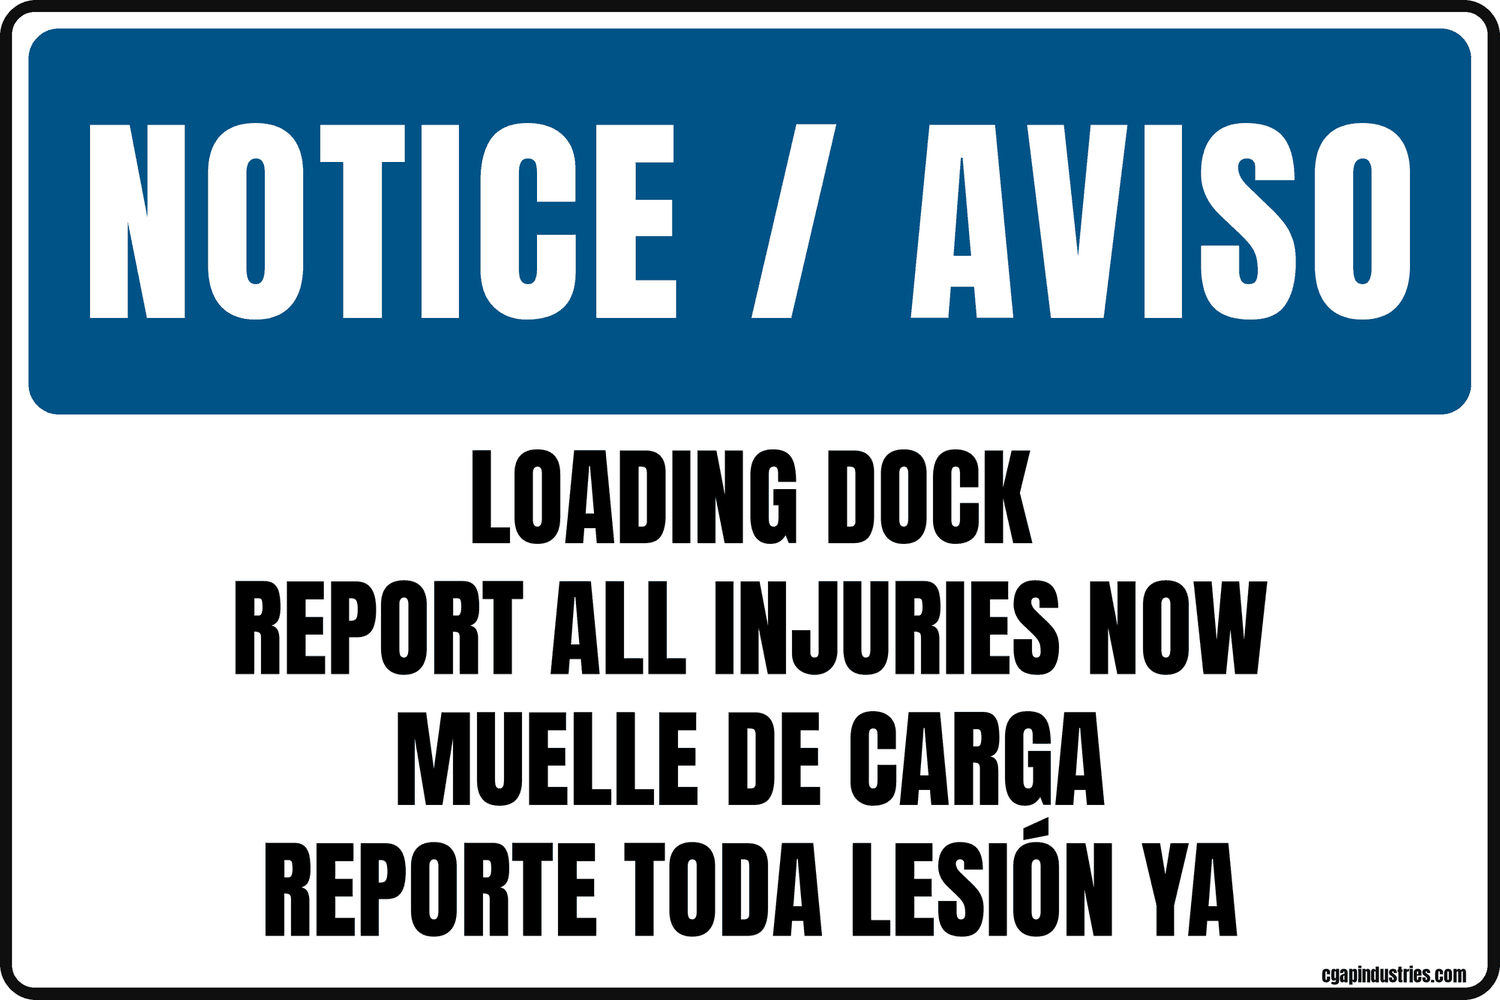 NOTICE / AVISO
LOADING DOCK
REPORT ALL INJURIES NOW
MUELLE DE CARGA
REPORTE TODA LESIÓN YA
cgapindustries.com